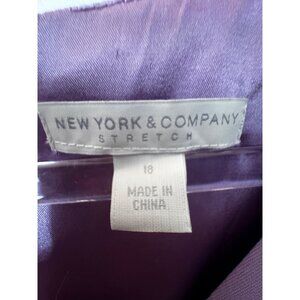 NEW YORK & COMPANY
STRETCH
18
MADE IN
CHINA